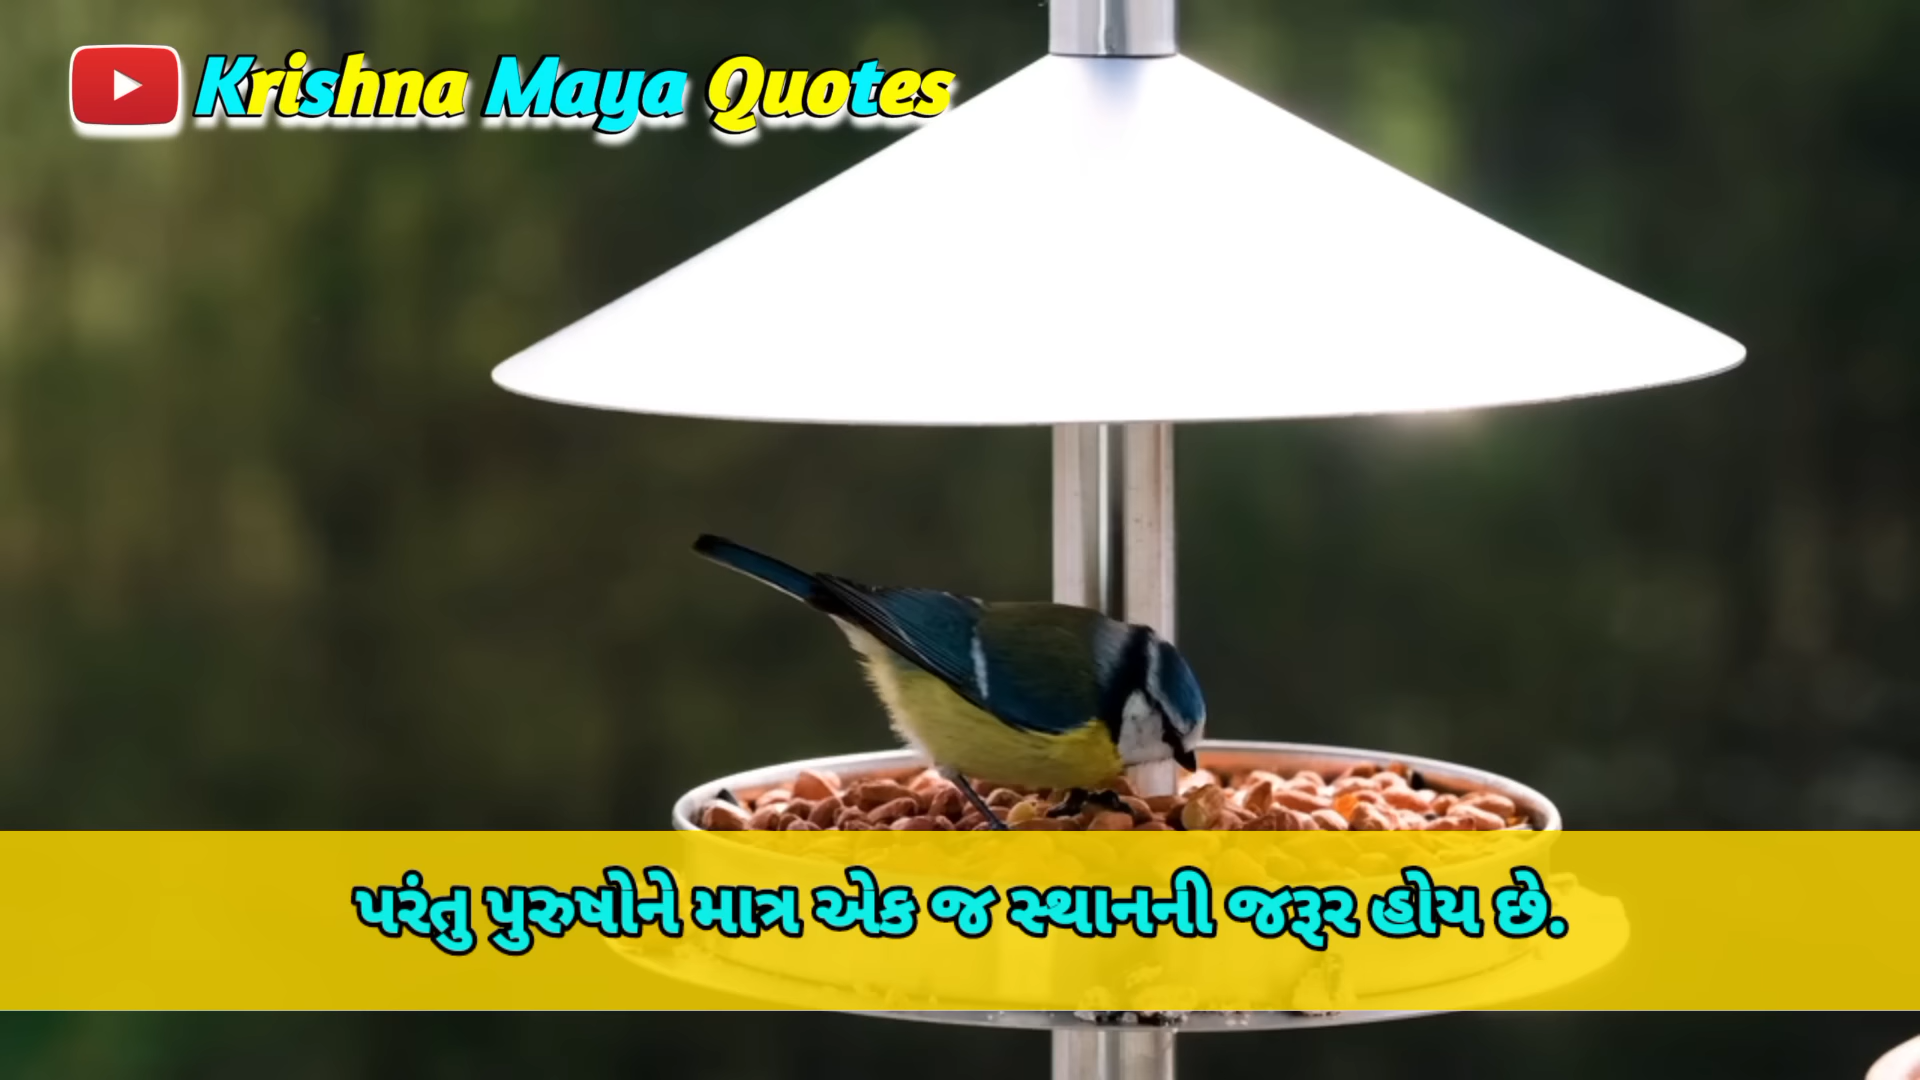 Krishna Maya Quotes
પરંતુ પુરુષોને માત્ર એક જ સ્થાનની જરૂર હોય છે.